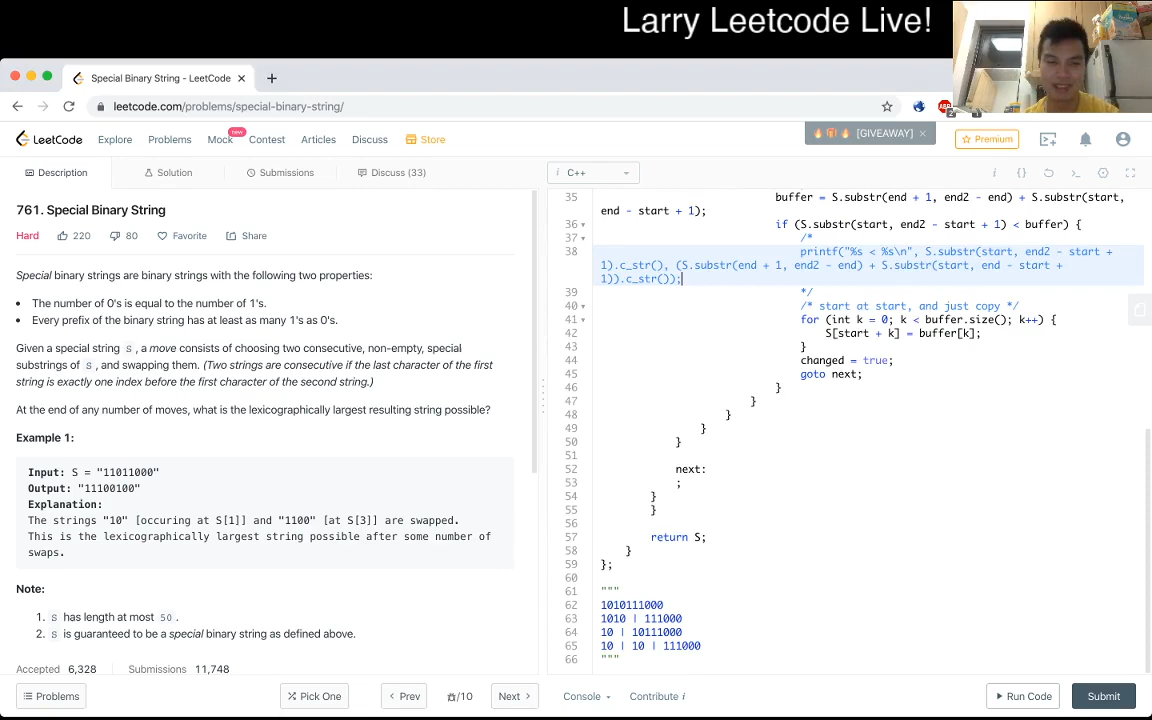 Larry Leetcode Live!
Special Binary String - LeetCode
leetcode.com/problems/special-binary-string/
LeetCode
Explore
Problems
Mock
new
Contest
Articles
Discuss
Store
[GIVEAWAY]
Premium
Description
Solution
Submissions
Discuss (33)
C++
761. Special Binary String
Hard
220
80
Favorite
Share
Special binary strings are binary strings with the following two properties:
• The number of 0's is equal to the number of 1's.
• Every prefix of the binary string has at least as many 1's as 0's.
Given a special string S, a move consists of choosing two consecutive, non-empty, special
substrings of S, and swapping them. (Two strings are consecutive if the last character of the first
string is exactly one index before the first character of the second string.)
At the end of any number of moves, what is the lexicographically largest resulting string possible?
Example 1:
Input: S = "11011000"
Output: "11100100"
Explanation:
The strings "10" [occuring at S[1]] and "1100" [at S[3]] are swapped.
This is the lexicographically largest string possible after some number of
swaps.
Note:
1. S has length at most 50.
2. S is guaranteed to be a special binary string as defined above.
Accepted 6,328
Submissions 11,748
35 buffer = S.substr(end + 1, end2 - end) + S.substr(start,
end - start + 1);
36 if (S.substr(start, end2 - start + 1) < buffer) {
37 /*
38 printf("%s < %s\n", S.substr(start, end2 - start +
1).c_str(), (S.substr(end + 1, end2 - end) + S.substr(start, end - start +
1)).c_str());
39 */
40 /* start at start, and just copy */
41 for (int k = 0; k < buffer.size(); k++) {
42 S[start + k] = buffer[k];
43 }
44 changed = true;
45 goto next;
46 }
47 }
48 }
49 }
50 }
51
52 next:
53 ;
54 }
55 }
56
57 return S;
58 }
59 };
60
61 """
62 1010111000
63 1010 | 111000
64 10 | 10111000
65 10 | 10 | 111000
66 """
Problems
Pick One
Prev
/10
Next
Console
Contribute i
Run Code
Submit